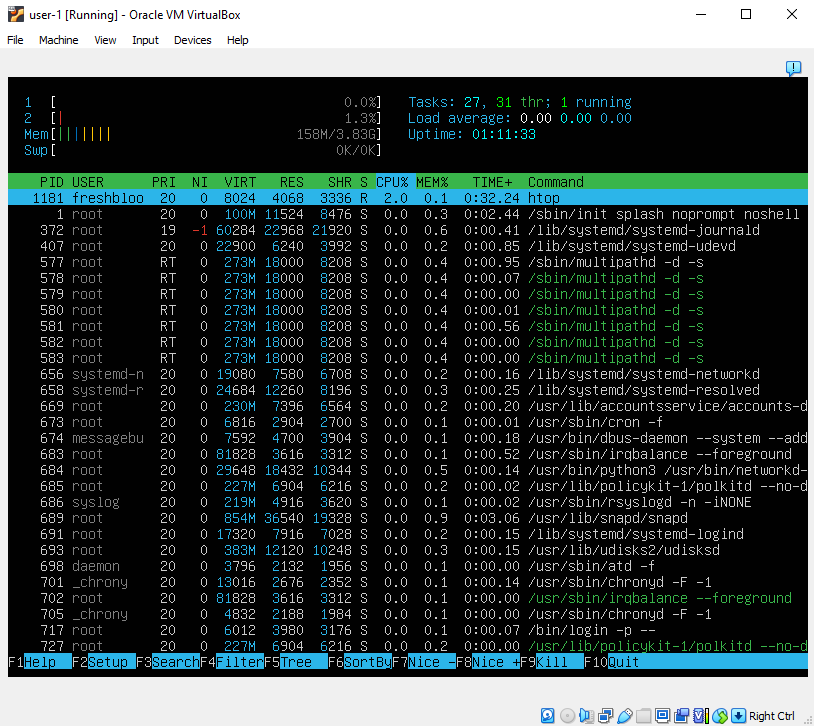 user-1 [Running] - Oracle VM VirtualBox
File Machine View Input Devices Help
1 [ 0.0%] Tasks: 27, 31 thr; 1 running
2 [| 1.3%] Load average: 0.00 0.00 0.00
Mem[||||||| 158M/3.83G] Uptime: 01:11:33
Swp[ 0K/0K]
PID USER PRI NI VIRT RES SHR S CPU% MEM% TIME+ Command
1181 freshbloo 20 0 8024 4068 3336 R 2.0 0.1 0:32.24 htop
1 root 20 0 100M 11524 8476 S 0.0 0.3 0:02.44 /sbin/init splash noprompt noshell
372 root 19 -1 60284 22968 21920 S 0.0 0.6 0:00.41 /lib/systemd/systemd-journald
407 root 20 0 22900 6240 3992 S 0.0 0.2 0:00.85 /lib/systemd/systemd-udevd
577 root RT 0 273M 18000 8208 S 0.0 0.4 0:00.95 /sbin/multipathd -d -s
578 root RT 0 273M 18000 8208 S 0.0 0.4 0:00.07 /sbin/multipathd -d -s
579 root RT 0 273M 18000 8208 S 0.0 0.4 0:00.00 /sbin/multipathd -d -s
580 root RT 0 273M 18000 8208 S 0.0 0.4 0:00.01 /sbin/multipathd -d -s
581 root RT 0 273M 18000 8208 S 0.0 0.4 0:00.56 /sbin/multipathd -d -s
582 root RT 0 273M 18000 8208 S 0.0 0.4 0:00.00 /sbin/multipathd -d -s
583 root RT 0 273M 18000 8208 S 0.0 0.4 0:00.00 /sbin/multipathd -d -s
656 systemd-n 20 0 19080 7580 6708 S 0.0 0.2 0:00.16 /lib/systemd/systemd-networkd
658 systemd-r 20 0 24684 12260 8196 S 0.0 0.3 0:00.25 /lib/systemd/systemd-resolved
669 root 20 0 230M 7396 6564 S 0.0 0.2 0:00.20 /usr/lib/accountsservice/accounts-d
673 root 20 0 6816 2904 2700 S 0.0 0.1 0:00.01 /usr/sbin/cron -f
674 messagebu 20 0 7592 4700 3904 S 0.0 0.1 0:00.18 /usr/bin/dbus-daemon --system --add
683 root 20 0 81828 3616 3312 S 0.0 0.1 0:00.52 /usr/sbin/irqbalance --foreground
684 root 20 0 29648 18432 10344 S 0.0 0.5 0:00.14 /usr/bin/python3 /usr/bin/networkd-
685 root 20 0 227M 6904 6216 S 0.0 0.2 0:00.02 /usr/lib/policykit-1/polkitd --no-d
686 syslog 20 0 219M 4916 3620 S 0.0 0.1 0:00.02 /usr/sbin/rsyslogd -n -iNONE
689 root 20 0 854M 36540 19328 S 0.0 0.9 0:03.06 /usr/lib/snapd/snapd
691 root 20 0 17320 7916 7028 S 0.0 0.2 0:00.15 /lib/systemd/systemd-logind
693 root 20 0 383M 12120 10248 S 0.0 0.3 0:00.15 /usr/lib/udisks2/udisksd
698 daemon 20 0 3796 2132 1956 S 0.0 0.1 0:00.00 /usr/sbin/atd -f
701 _chrony 20 0 13016 2676 2352 S 0.0 0.1 0:00.14 /usr/sbin/chronyd -F -1
702 root 20 0 81828 3616 3312 S 0.0 0.1 0:00.00 /usr/sbin/irqbalance --foreground
705 _chrony 20 0 4832 2188 1984 S 0.0 0.1 0:00.00 /usr/sbin/chronyd -F -1
717 root 20 0 6012 3980 3176 S 0.0 0.1 0:00.07 /bin/login -p --
727 root 20 0 227M 6904 6216 S 0.0 0.2 0:00.00 /usr/lib/policykit-1/polkitd --no-d
F1Help F2Setup F3SearchF4FilterF5Tree F6SortByF7Nice -F8Nice +F9Kill F10Quit
Right Ctrl